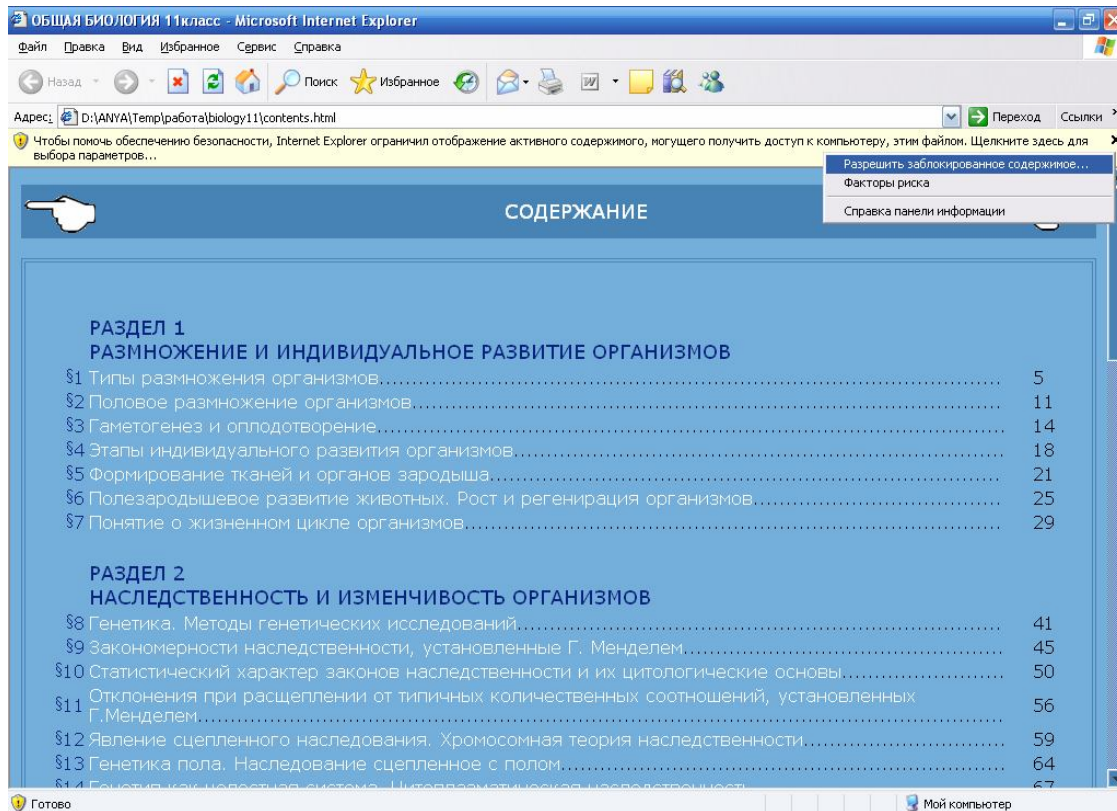 ОБЩАЯ БИОЛОГИЯ 11класс - Microsoft Internet Explorer
Файл Правка Вид Избранное Сервис Справка
Назад Поиск Избранное
Адрес: D:\ANYA\Temp\работа\biology11\contents.html Переход Ссылки
Чтобы помочь обеспечению безопасности, Internet Explorer ограничил отображение активного содержимого, могущего получить доступ к компьютеру, этим файлом. Щелкните здесь для
выбора параметров...
Разрешить заблокированное содержимое...
Факторы риска
Справка панели информации
СОДЕРЖАНИЕ
РАЗДЕЛ 1
РАЗМНОЖЕНИЕ И ИНДИВИДУАЛЬНОЕ РАЗВИТИЕ ОРГАНИЗМОВ
§1 Типы размножения организмов 5
§2 Половое размножение организмов 11
§3 Гаметогенез и оплодотворение 14
§4 Этапы индивидуального развития организмов 18
§5 Формирование тканей и органов зародыша 21
§6 Полезародышевое развитие животных. Рост и регенирация организмов 25
§7 Понятие о жизненном цикле организмов 29
РАЗДЕЛ 2
НАСЛЕДСТВЕННОСТЬ И ИЗМЕНЧИВОСТЬ ОРГАНИЗМОВ
§8 Генетика. Методы генетических исследований 41
§9 Закономерности наследственности, установленные Г. Менделем 45
§10 Статистический характер законов наследственности и их цитологические основы 50
§11 Отклонения при расщеплении от типичных количественных соотношений, установленных
Г.Менделем 56
§12 Явление сцепленного наследования. Хромосомная теория наследственности 59
§13 Генетика пола. Наследование сцепленное с полом 64
§14 Генотип как целостная система. Цитоплазматическая наследственность 67
Готово Мой компьютер